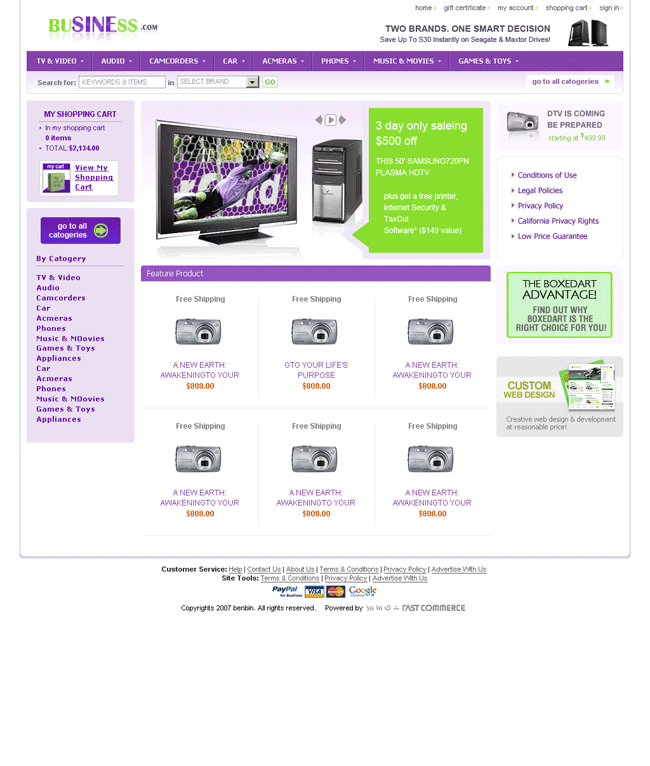 home gift certificate my account shopping cart sign in
BUSINESS.COM
TWO BRANDS. ONE SMART DECISION
Save Up To S30 Instantly on Seagate & Maxtor Drives!
TV & VIDEO AUDIO CAMCORDERS CAR ACMERAS PHONES MUSIC & MOVIES GAMES & TOYS
Search for: KEYWORDS & ITEMS in SELECT BRAND GO
go to all catogeries
MY SHOPPING CART
In my shopping cart
0 items
TOTAL:$2,134.00
my cart
View My
Shopping
Cart
go to all
catogeries
By Catogery
TV & Video
Audio
Camcorders
Car
Acmeras
Phones
Music & MOovies
Games & Toys
Appliances
Car
Acmeras
Phones
Music & MOovies
Games & Toys
Appliances
3 day only saleing
$500 off
THIS 50' SAMSUNG720PN
PLASMA HDTV
plus get a free printer,
Internet Security &
TaxCut
Software* ($149 value)
Feature Product
Free Shipping Free Shipping Free Shipping
A NEW EARTH: GTO YOUR LIFE'S A NEW EARTH:
AWAKENINGTO YOUR PURPOSE AWAKENINGTO YOUR
$808.00 $808.00 $808.00
Free Shipping Free Shipping Free Shipping
A NEW EARTH: A NEW EARTH: A NEW EARTH:
AWAKENINGTO YOUR AWAKENINGTO YOUR AWAKENINGTO YOUR
$808.00 $808.00 $808.00
DTV IS COMING
BE PREPARED
starting at $499.99
Conditions of Use
Legal Policies
Privacy Policy
California Privacy Rights
Low Price Guarantee
THE BOXEDART
ADVANTAGE!
FIND OUT WHY
BOXEDART IS THE
RIGHT CHOICE FOR YOU!
CUSTOM
WEB DESIGN
Creative web design & development
at reasonable price!
Customer Service: Help | Contact Us | About Us | Terms & Conditions | Privacy Policy | Advertise With Us
Site Tools: Terms & Conditions | Privacy Policy | Advertise With Us
PayPal for Business VISA MasterCard Google
Copyrights 2007 benbin. All rights reserved. Powered by FAST COMMERCE